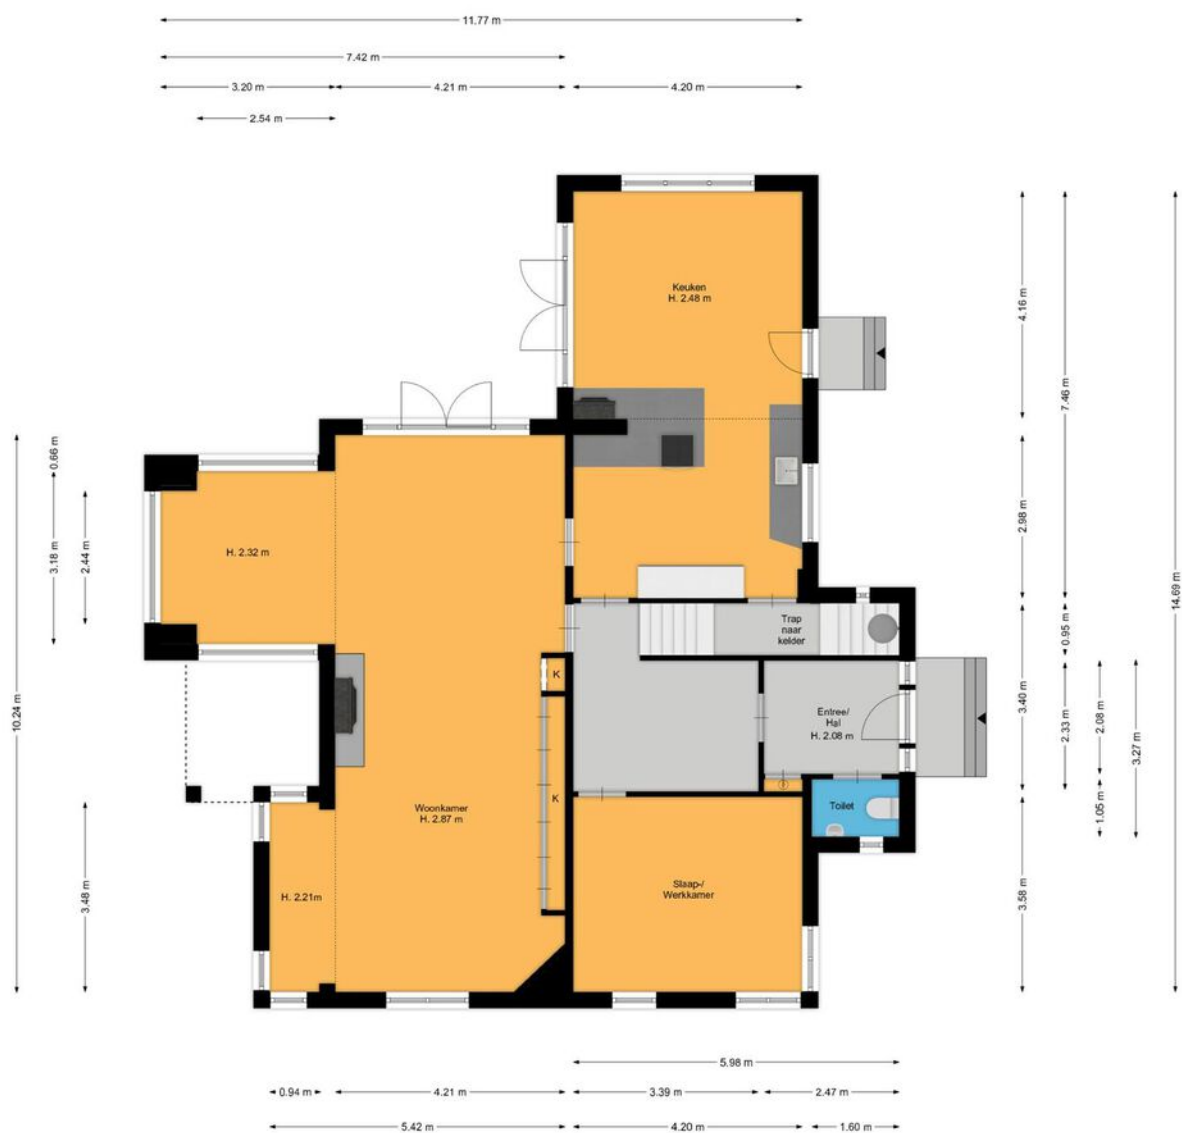 11.77 m
7.42 m
3.20 m
4.21 m
4.20 m
2.54 m
Keuken
H. 2.48 m
4.16 m
7.46 m
14.69 m
0.66 m
3.18 m
2.44 m
H. 2.32 m
2.98 m
Trap
naar
kelder
0.95 m
K
Entree/
Hal
H. 2.08 m
3.40 m
2.33 m
2.08 m
3.27 m
10.24 m
K
Woonkamer
H. 2.87 m
Toilet
1.05 m
3.48 m
H. 2.21m
Slaap-/
Werkkamer
3.58 m
5.98 m
0.94 m
4.21 m
3.39 m
2.47 m
5.42 m
4.20 m
1.60 m